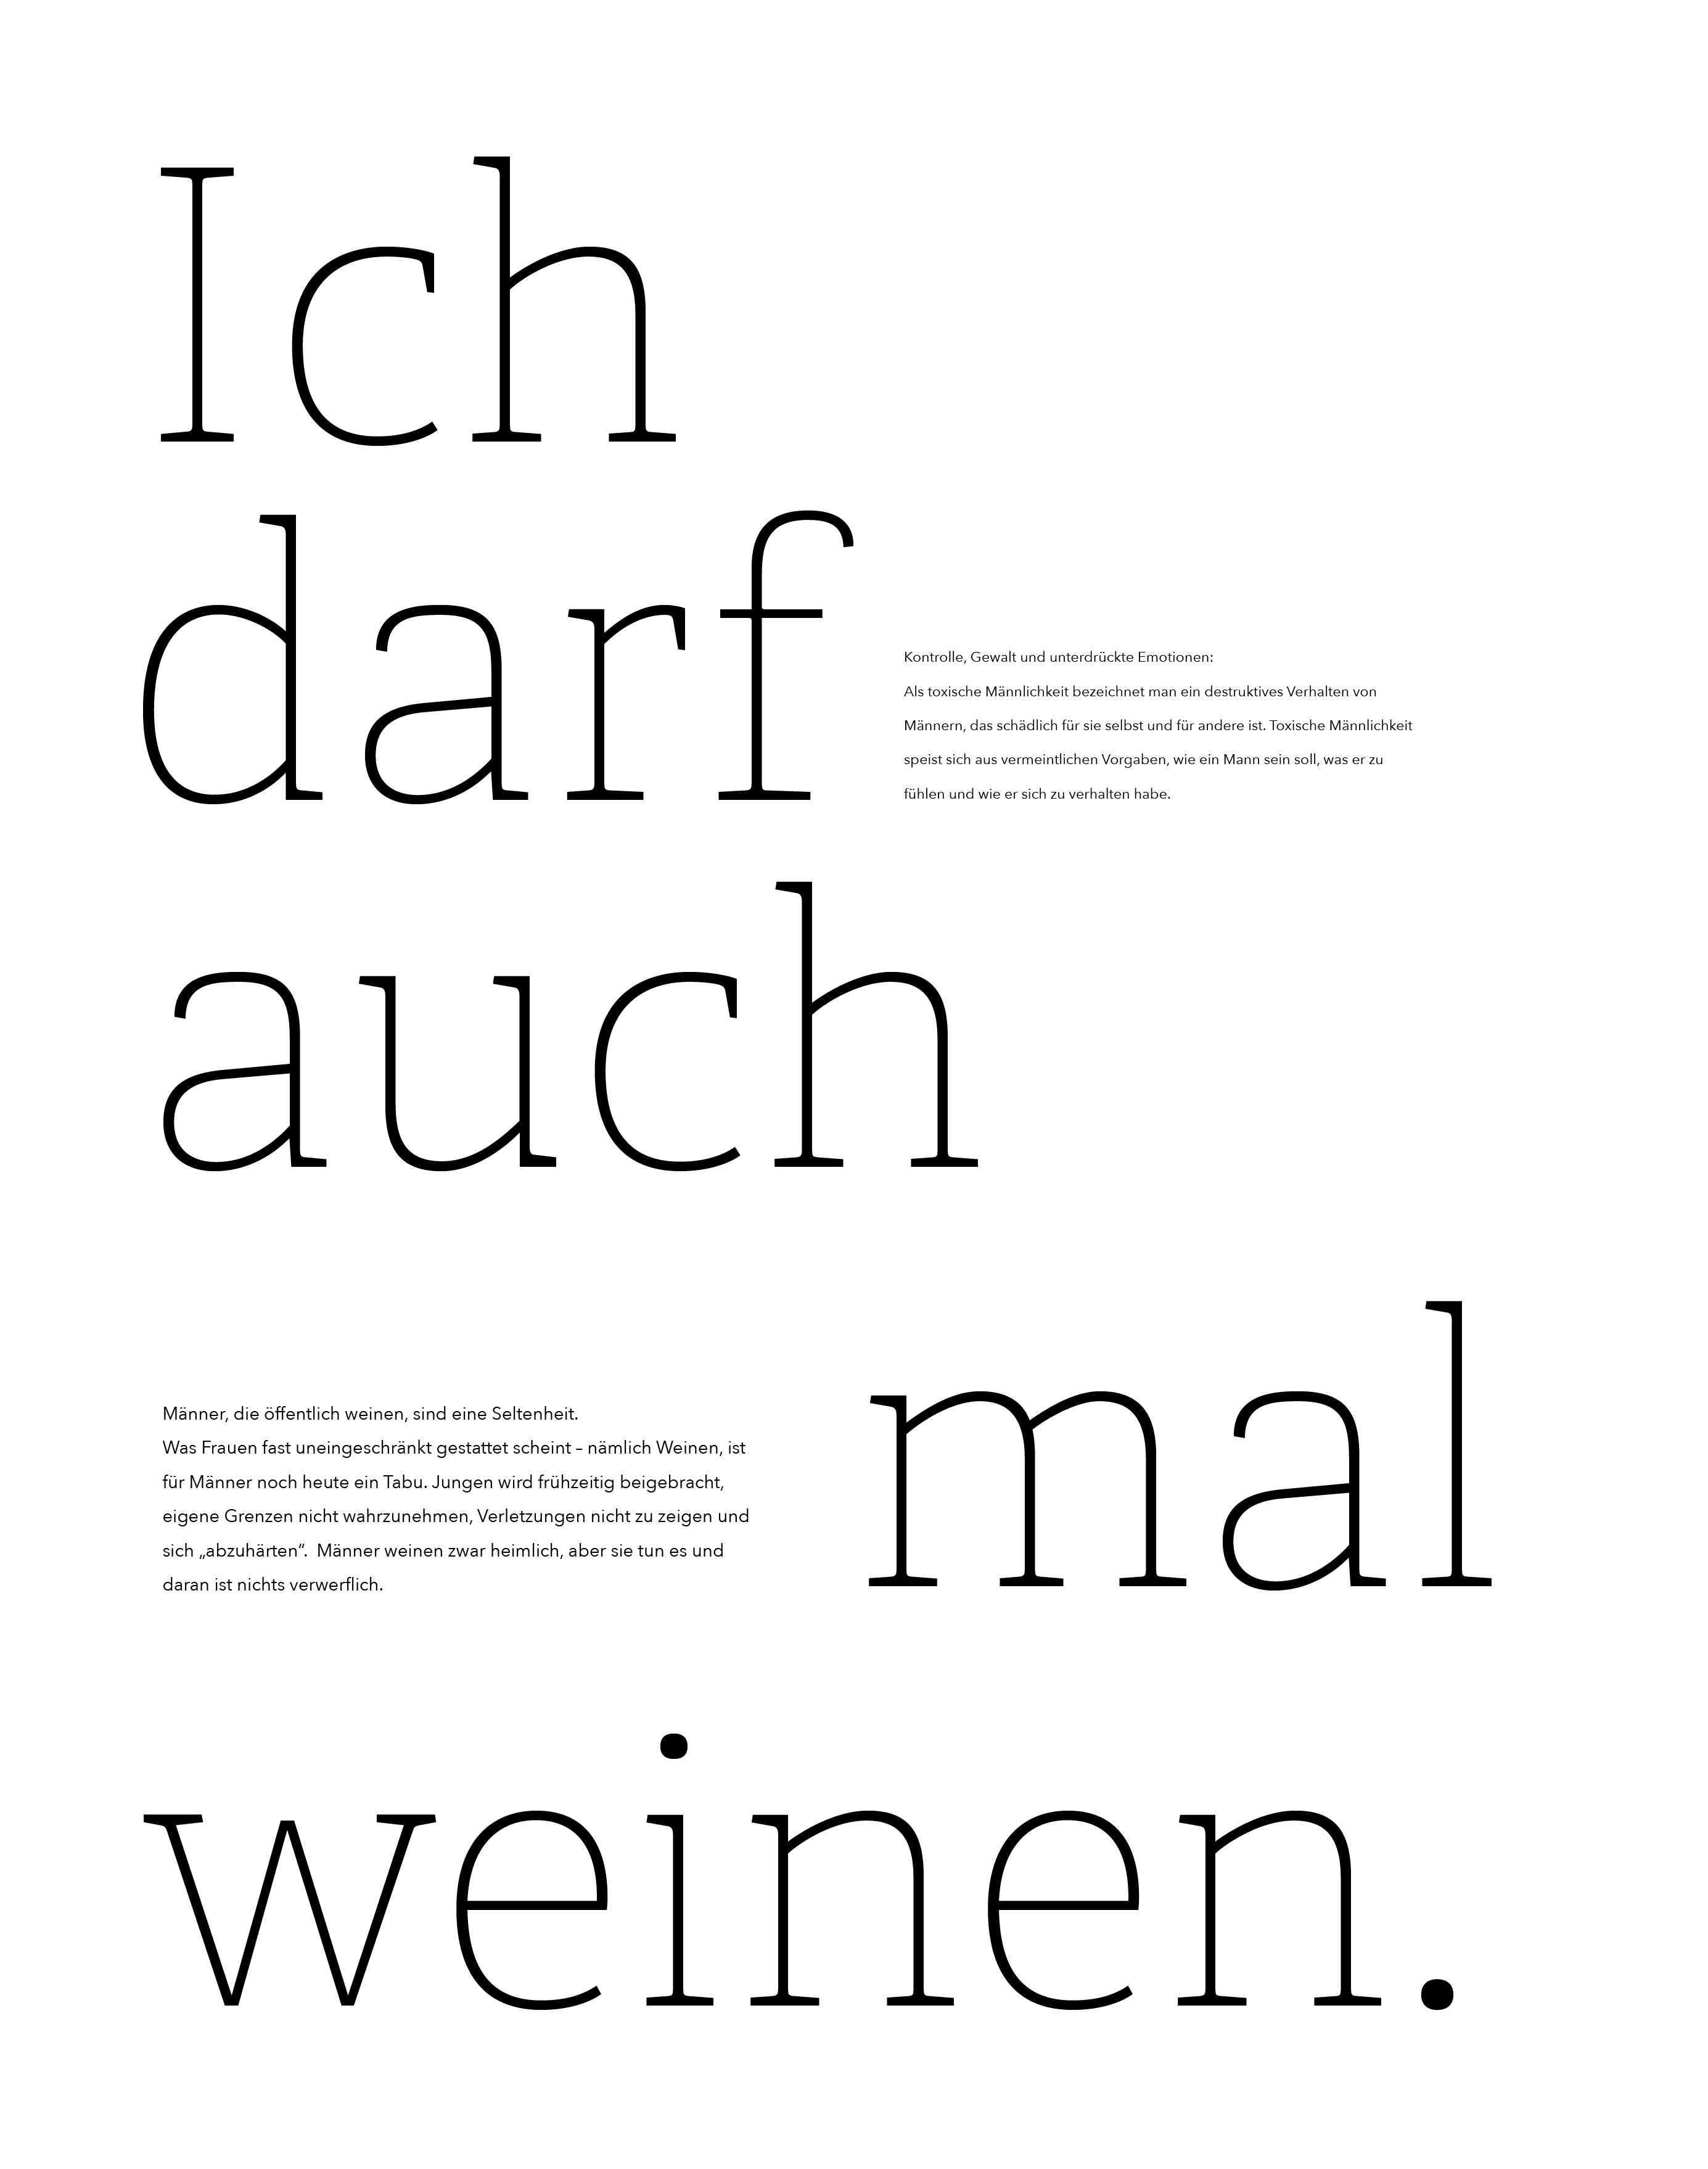 Ich
darf
Kontrolle, Gewalt und unterdrückte Emotionen:
Als toxische Männlichkeit bezeichnet man ein destruktives Verhalten von
Männern, das schädlich für sie selbst und für andere ist. Toxische Männlichkeit
speist sich aus vermeintlichen Vorgaben, wie ein Mann sein soll, was er zu
fühlen und wie er sich zu verhalten habe.
auch
mal
Männer, die öffentlich weinen, sind eine Seltenheit.
Was Frauen fast uneingeschränkt gestattet scheint – nämlich Weinen, ist
für Männer noch heute ein Tabu. Jungen wird frühzeitig beigebracht,
eigene Grenzen nicht wahrzunehmen, Verletzungen nicht zu zeigen und
sich „abzuhärten“.  Männer weinen zwar heimlich, aber sie tun es und
daran ist nichts verwerflich.
weinen.